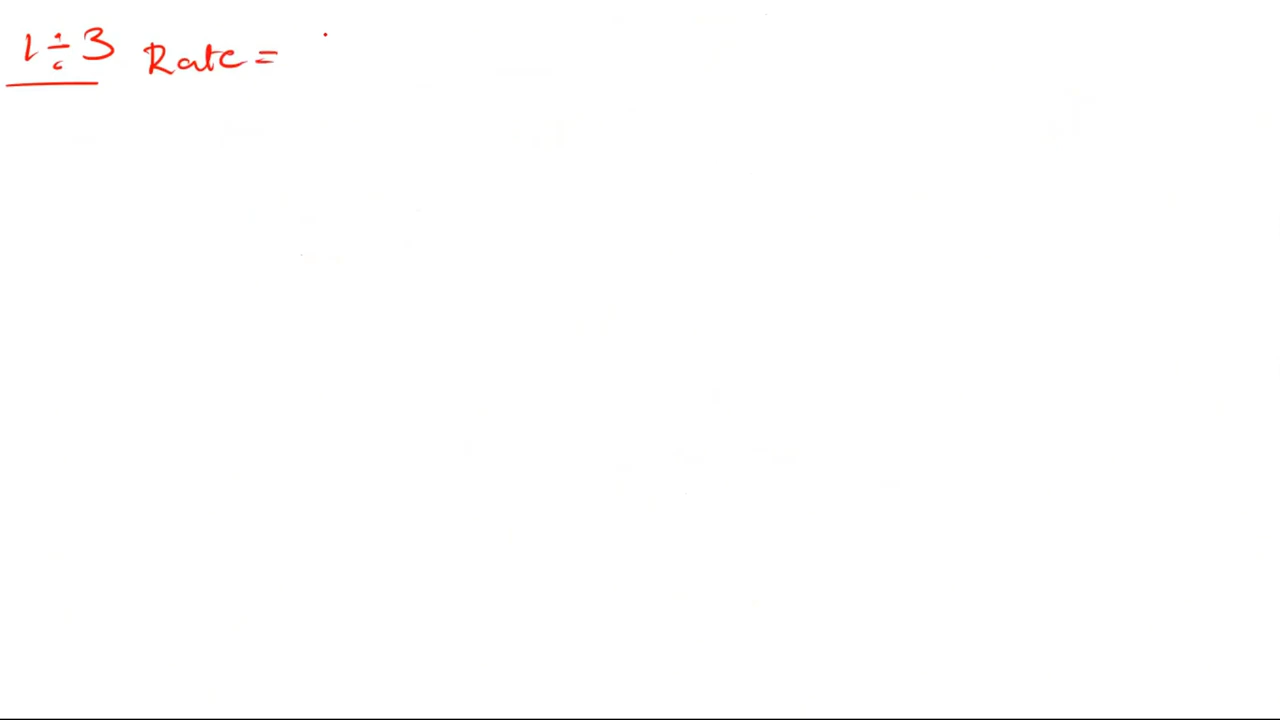 1÷3 Rate =